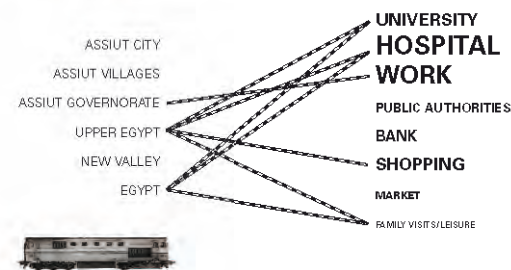 ASSIUT CITY
ASSIUT VILLAGES
ASSIUT GOVERNORATE
UPPER EGYPT
NEW VALLEY
EGYPT
UNIVERSITY
HOSPITAL
WORK
PUBLIC AUTHORITIES
BANK
SHOPPING
MARKET
FAMILY VISITS/LEISURE